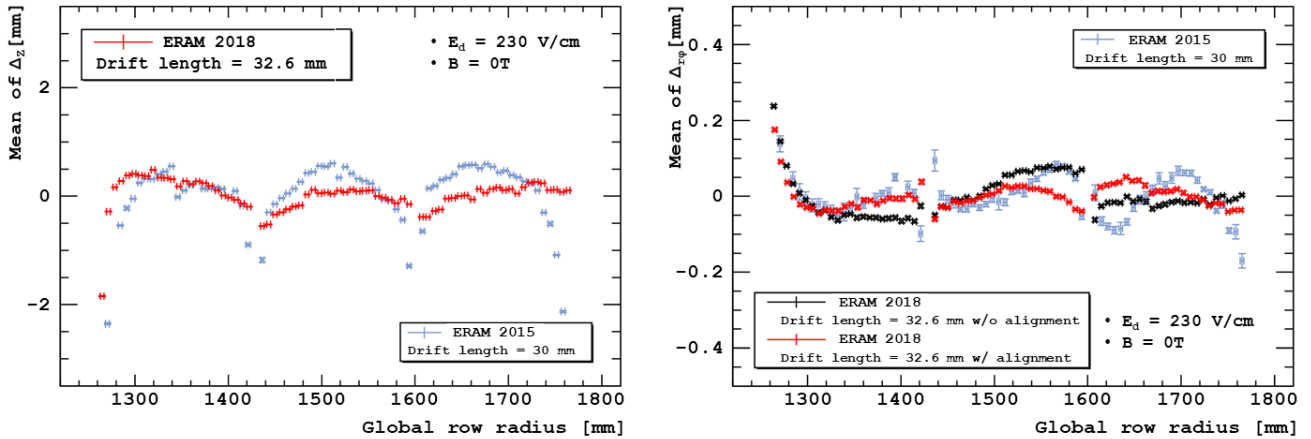 Mean of Δz[mm]
2
0
−2
ERAM 2018
Drift length = 32.6 mm
• Ed = 230 V/cm
• B = 0T
ERAM 2015
Drift length = 30 mm
1300 1400 1500 1600 1700 1800
Global row radius [mm]
Mean of Δrφ[mm]
0.4
0.2
0
−0.2
−0.4
ERAM 2015
Drift length = 30 mm
ERAM 2018
Drift length = 32.6 mm w/o alignment
ERAM 2018
Drift length = 32.6 mm w/ alignment
• Ed = 230 V/cm
• B = 0T
1300 1400 1500 1600 1700 1800
Global row radius [mm]